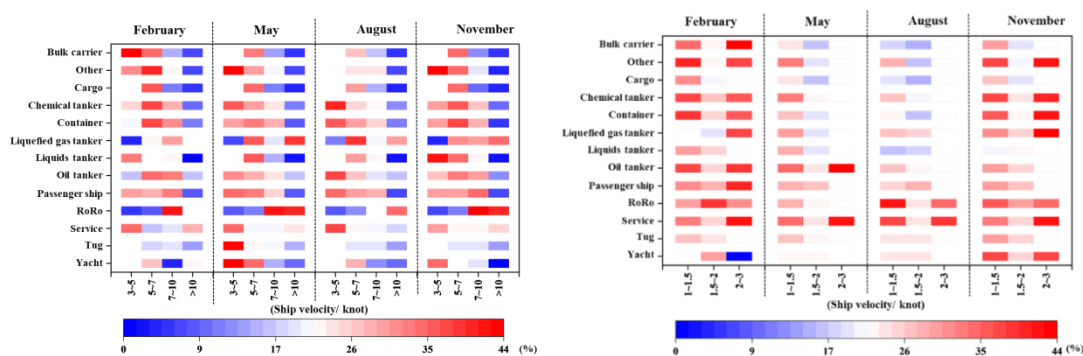 February May August November
Bulk carrier
Other
Cargo
Chemical tanker
Container
Liquefied gas tanker
Liquids tanker
Oil tanker
Passenger ship
RoRo
Service
Tug
Yacht
3~5 5~7 7~10 >10 3~5 5~7 7~10 >10 3~5 5~7 7~10 >10 3~5 5~7 7~10 >10
(Ship velocity/ knot)
0 9 17 26 35 44 (%)
February May August November
Bulk carrier
Other
Cargo
Chemical tanker
Container
Liquefied gas tanker
Liquids tanker
Oil tanker
Passenger ship
RoRo
Service
Tug
Yacht
1~1.5 1.5~2 2~3 1~1.5 1.5~2 2~3 1~1.5 1.5~2 2~3 1~1.5 1.5~2 2~3
(Ship velocity/ knot)
0 9 17 26 35 44 (%)